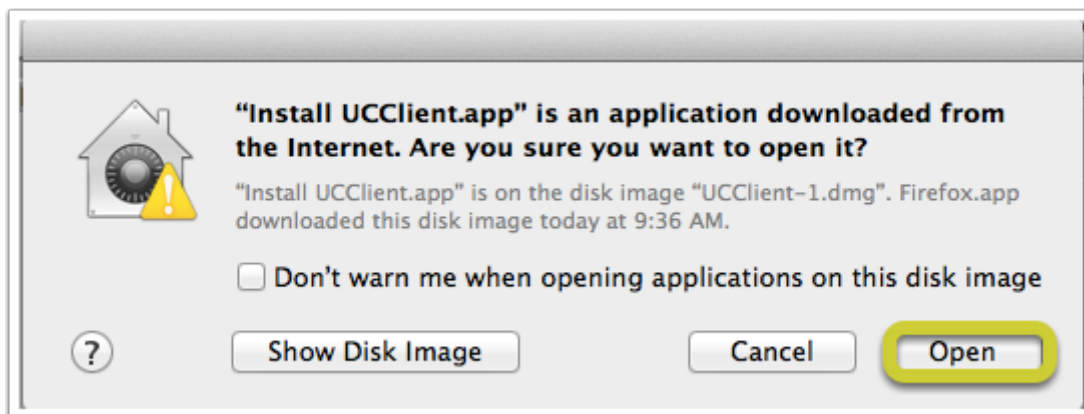 “Install UCClient.app” is an application downloaded from
the Internet. Are you sure you want to open it?
“Install UCClient.app” is on the disk image “UCClient-1.dmg”. Firefox.app
downloaded this disk image today at 9:36 AM.
Don’t warn me when opening applications on this disk image
? Show Disk Image Cancel Open